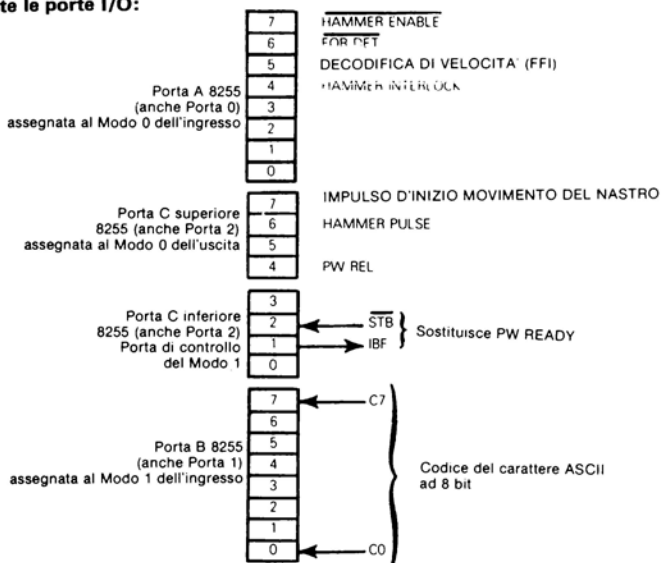 te le porte I/O:
7 HAMMER ENABLE
6 FOR DET
5 DECODIFICA DI VELOCITA' (FFI)
4 HAMMER INTERLOCK
3
2
1
0
Porta A 8255
(anche Porta 0)
assegnata al Modo 0 dell'ingresso
7 IMPULSO D'INIZIO MOVIMENTO DEL NASTRO
6 HAMMER PULSE
5
4 PW REL
Porta C superiore
8255 (anche Porta 2)
assegnata al Modo 0 dell'uscita
3
2 STB
1 IBF
0
Sostituisce PW READY
Porta C inferiore
8255 (anche Porta 2)
Porta di controllo
del Modo 1
7 C7
6
5
4
3
2
1
0 C0
Porta B 8255
(anche Porta 1)
assegnata al Modo 1 dell'ingresso
Codice del carattere ASCII
ad 8 bit